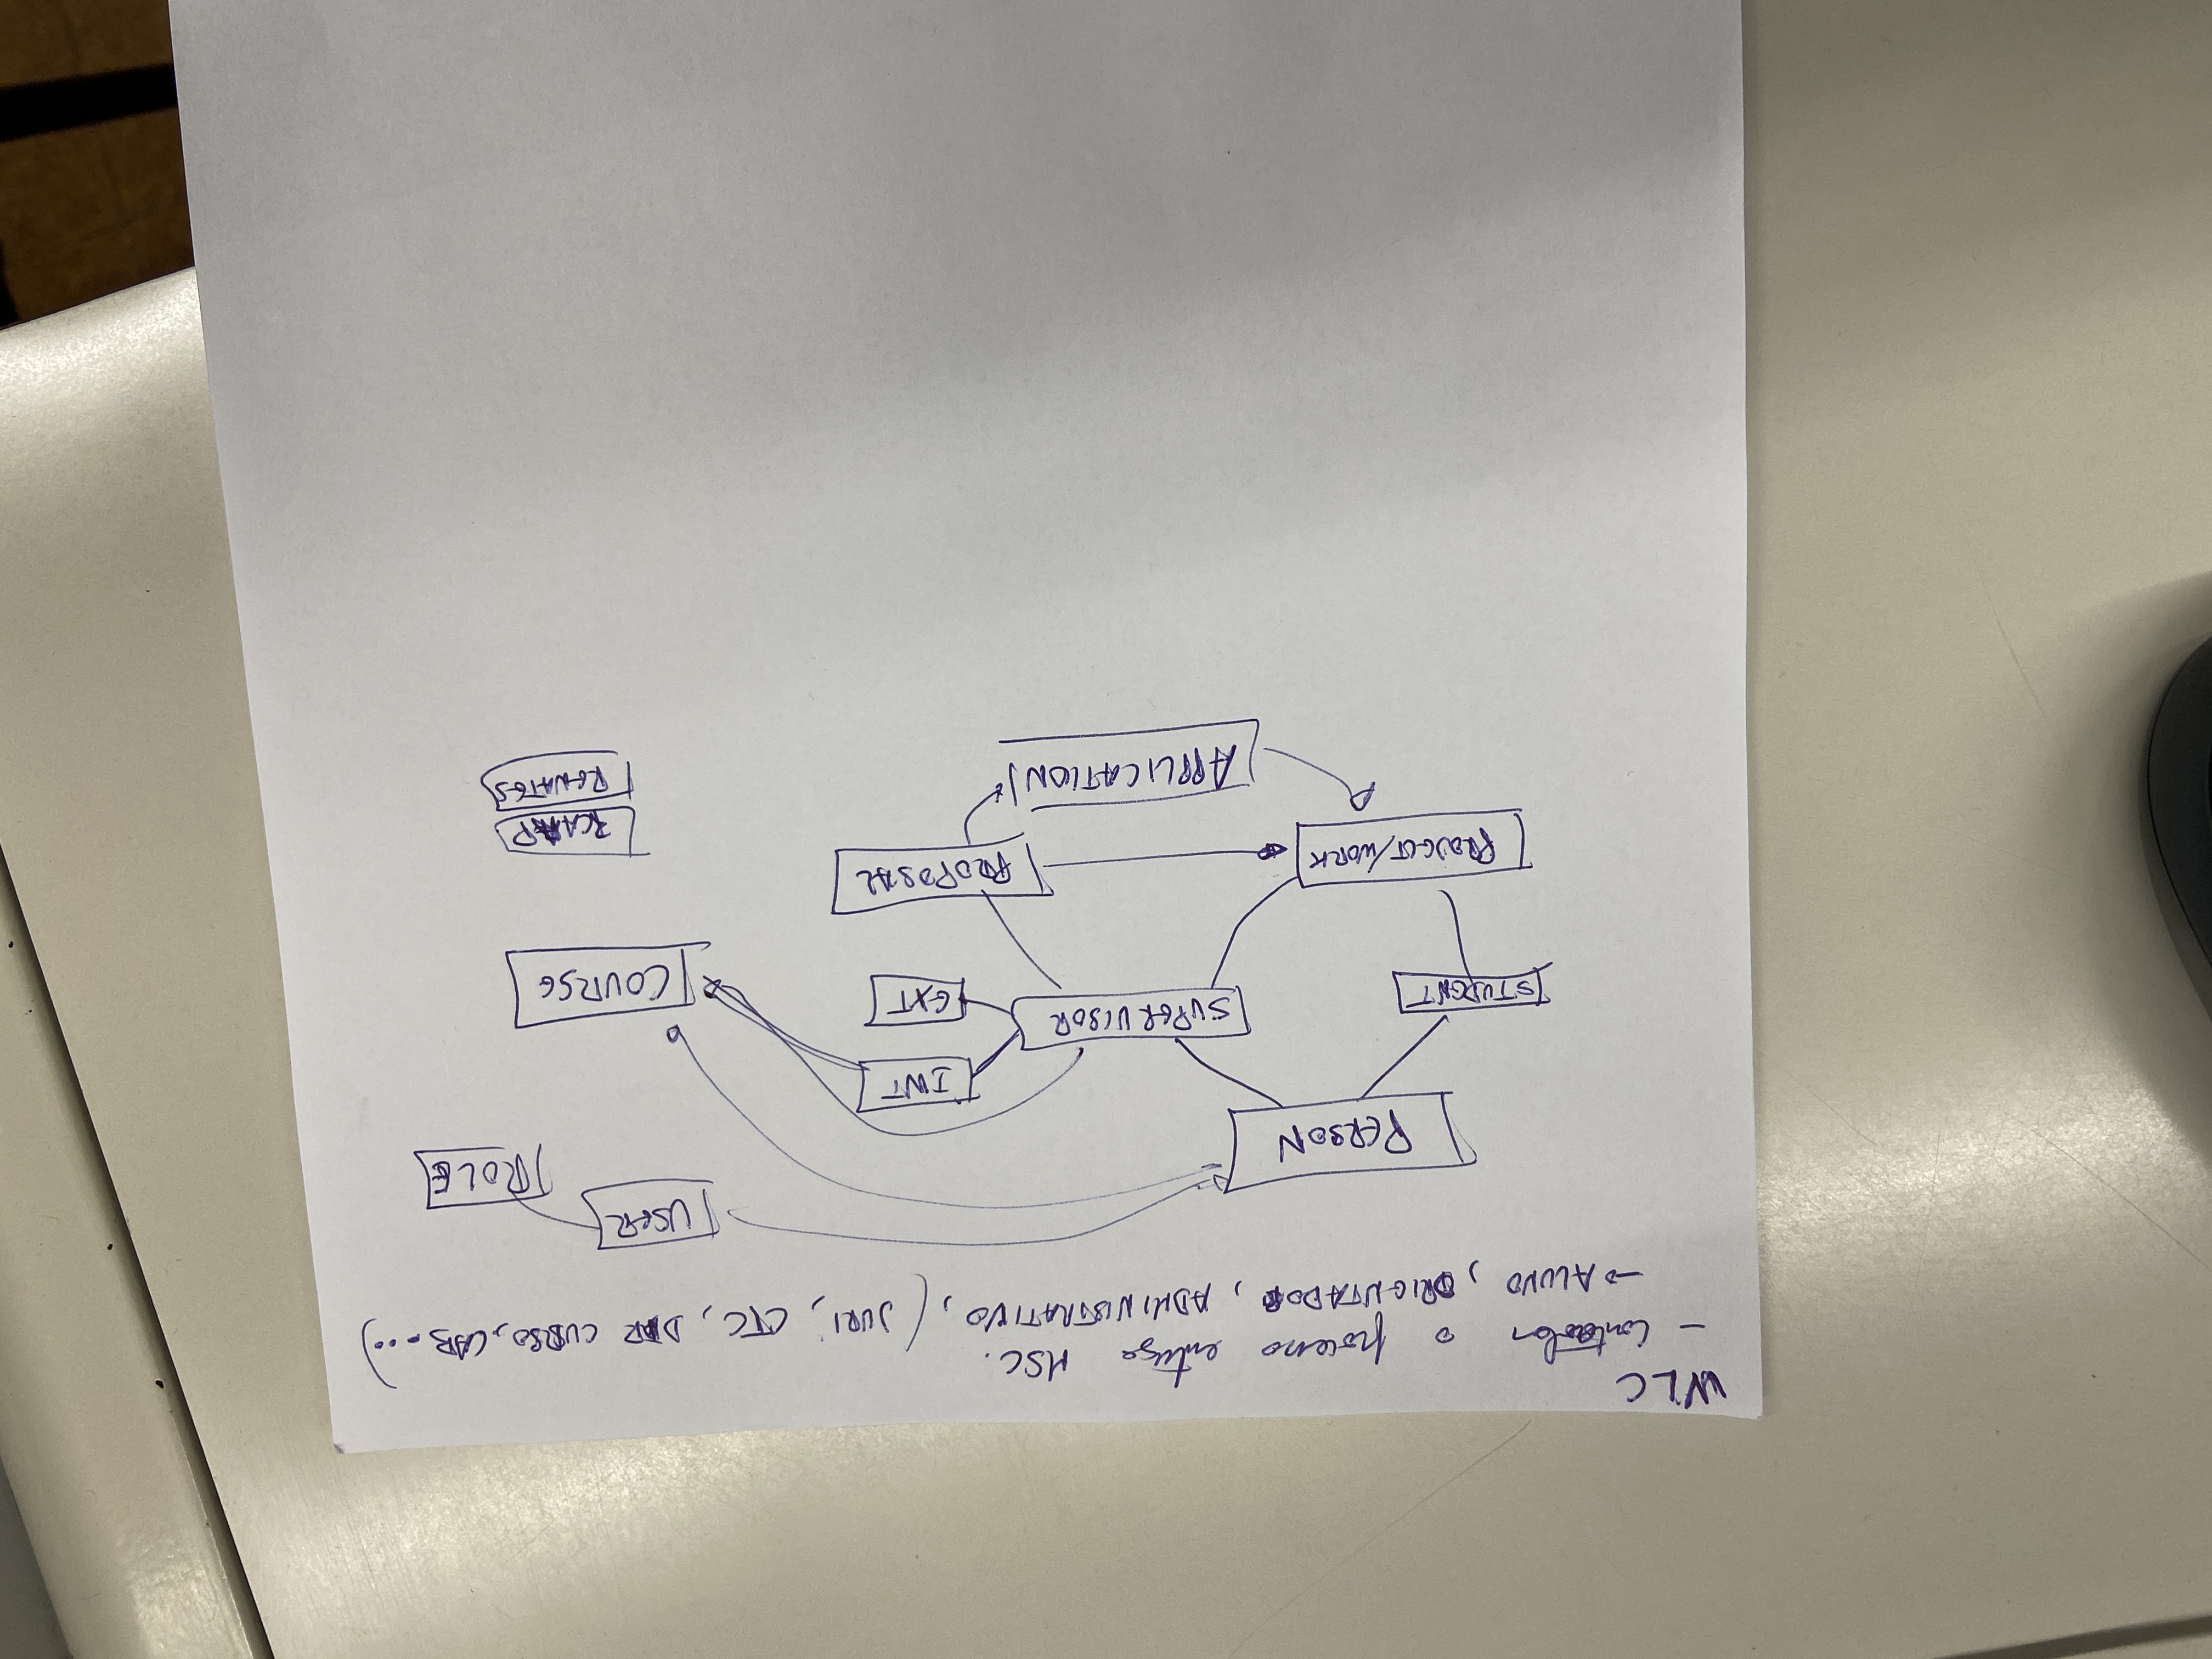 WLC
- Controlar o processo entrega MSC.
→ ALUNO, ORIENTADOR, ADMINISTRATIVO, (JURI, CTC, DIR CURSO, CAB...)
USER
ROLE
PERSON
INT
COURSE
STUDENT
SUPERVISOR
EXT
PROJECT/WORK
PROPOSAL
RCAAP
APPLICATION
RENATES